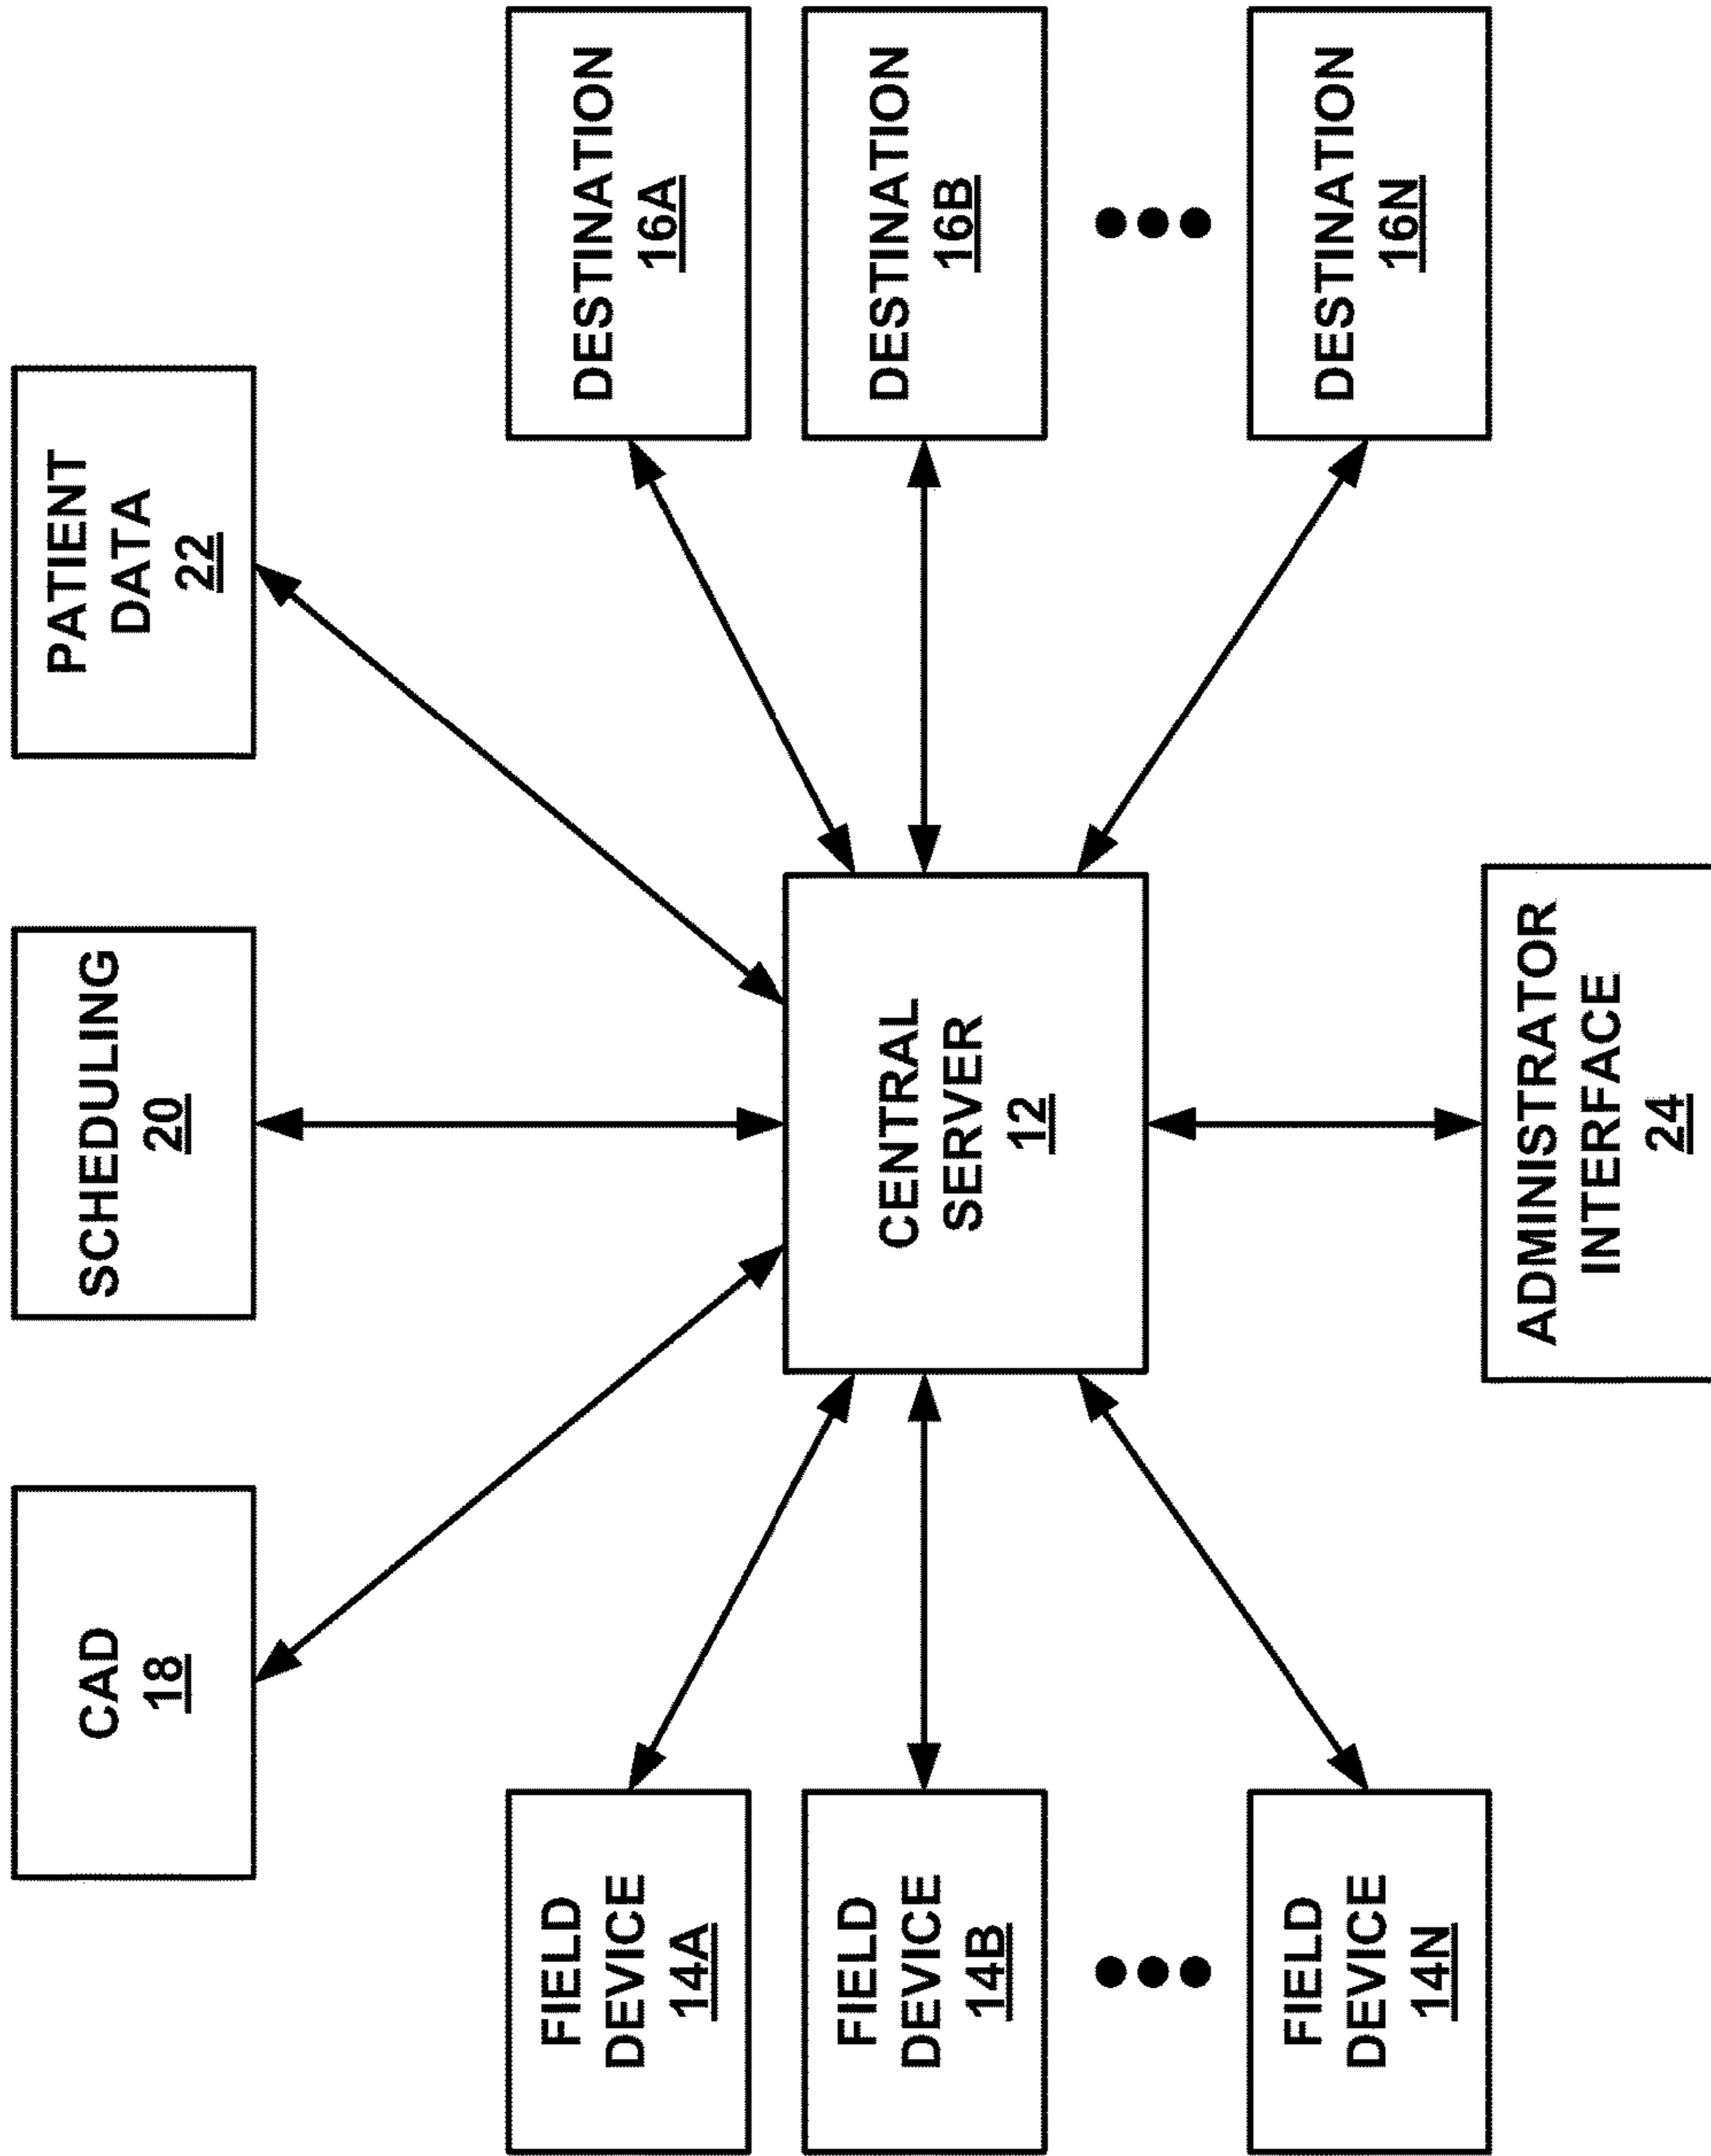 CAD
18
SCHEDULING
20
PATIENT
DATA
22
FIELD
DEVICE
14A
FIELD
DEVICE
14B
FIELD
DEVICE
14N
CENTRAL
SERVER
12
DESTINATION
16A
DESTINATION
16B
DESTINATION
16N
ADMINISTRATOR
INTERFACE
24